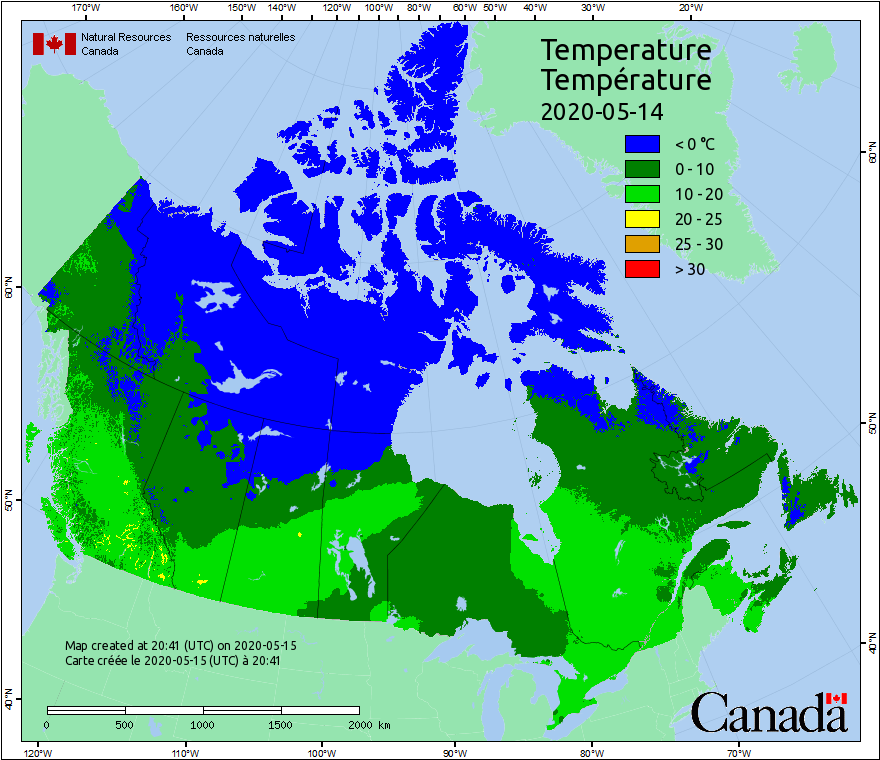 170°W 160°W 150°W 140°W 130°W 120°W 110°W 100°W 90°W 80°W 70°W 60°W 50°W 40°W 30°W 20°W
Natural Resources Ressources naturelles
Canada Canada
Temperature
Température
2020-05-14
< 0 °C
0 - 10
10 - 20
20 - 25
25 - 30
> 30
60°N
60°N
50°N
50°N
40°N
40°N
Map created at 20:41 (UTC) on 2020-05-15
Carte créée le 2020-05-15 (UTC) à 20:41
0 500 1000 1500 2000 km
Canada
120°W 110°W 100°W 90°W 80°W 70°W